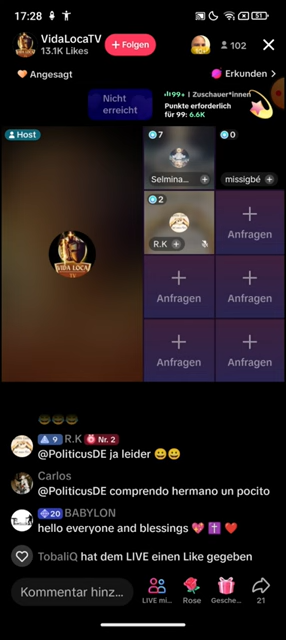 17:28
51
VidaLocaTV
13.1K Likes
+ Folgen
102
Angesagt
Erkunden >
Nicht
erreicht
99+ | Zuschauer*innen
Punkte erforderlich
für 99: 6.6K
Host
7
0
Selmina...
missigbé
VIDA LOCA
2
R.K
Anfragen
Anfragen
Anfragen
Anfragen
Anfragen
Anfragen
9 R.K Nr. 2
@PoliticusDE ja leider 😀😀
Carlos
@PoliticusDE comprendo hermano un pocito
20 BABYLON
hello everyone and blessings 💖 ✝️ ❤️
TobaliQ hat dem LIVE einen Like gegeben
Kommentar hinz...
LIVE mi...
Rose
Gesche...
21